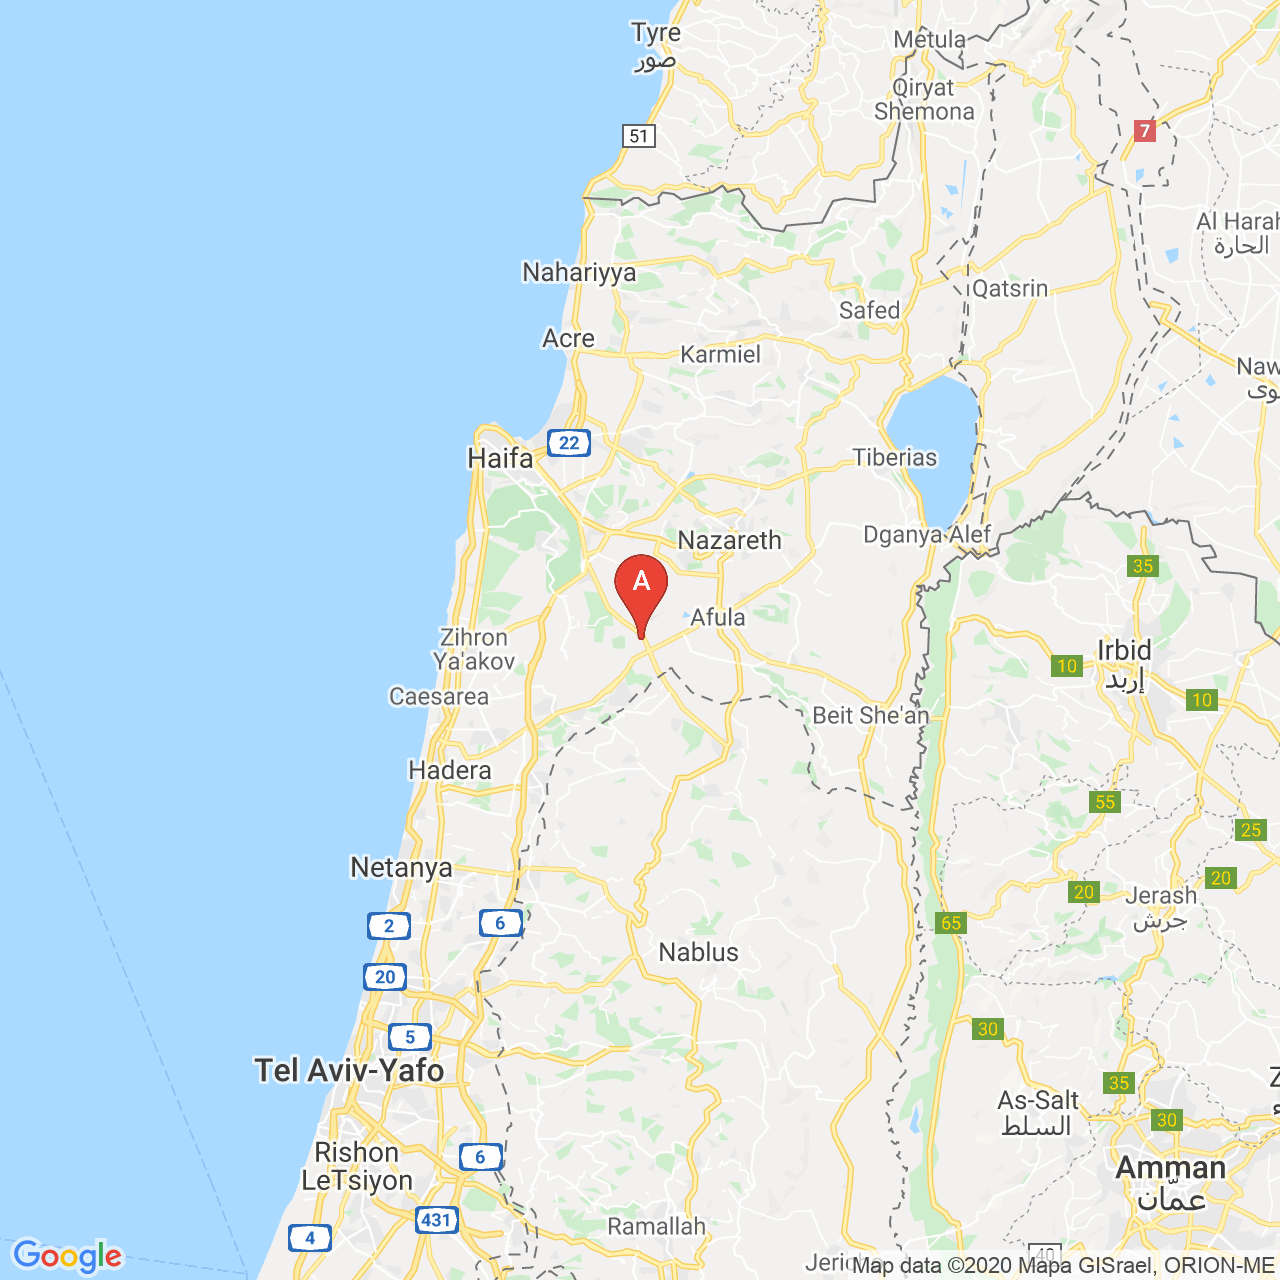 Tyre
صور
Metula
Qiryat
Shemona
51
7
Al Harah
الحارة
Nahariyya
Qatsrin
Safed
Acre
Karmiel
22
Haifa
Tiberias
Nazareth
Dganya Alef
35
A
Afula
Zihron
Ya'akov
Irbid
إربد
10
10
Caesarea
Beit She'an
Hadera
55
25
Netanya
20
20
Jerash
جرش
2
6
65
Nablus
20
5
30
Tel Aviv-Yafo
35
As-Salt
السلط
30
Rishon
LeTsiyon
6
Amman
عمّان
431
4
Ramallah
40
Google
Map data ©2020 Mapa GISrael, ORION-ME